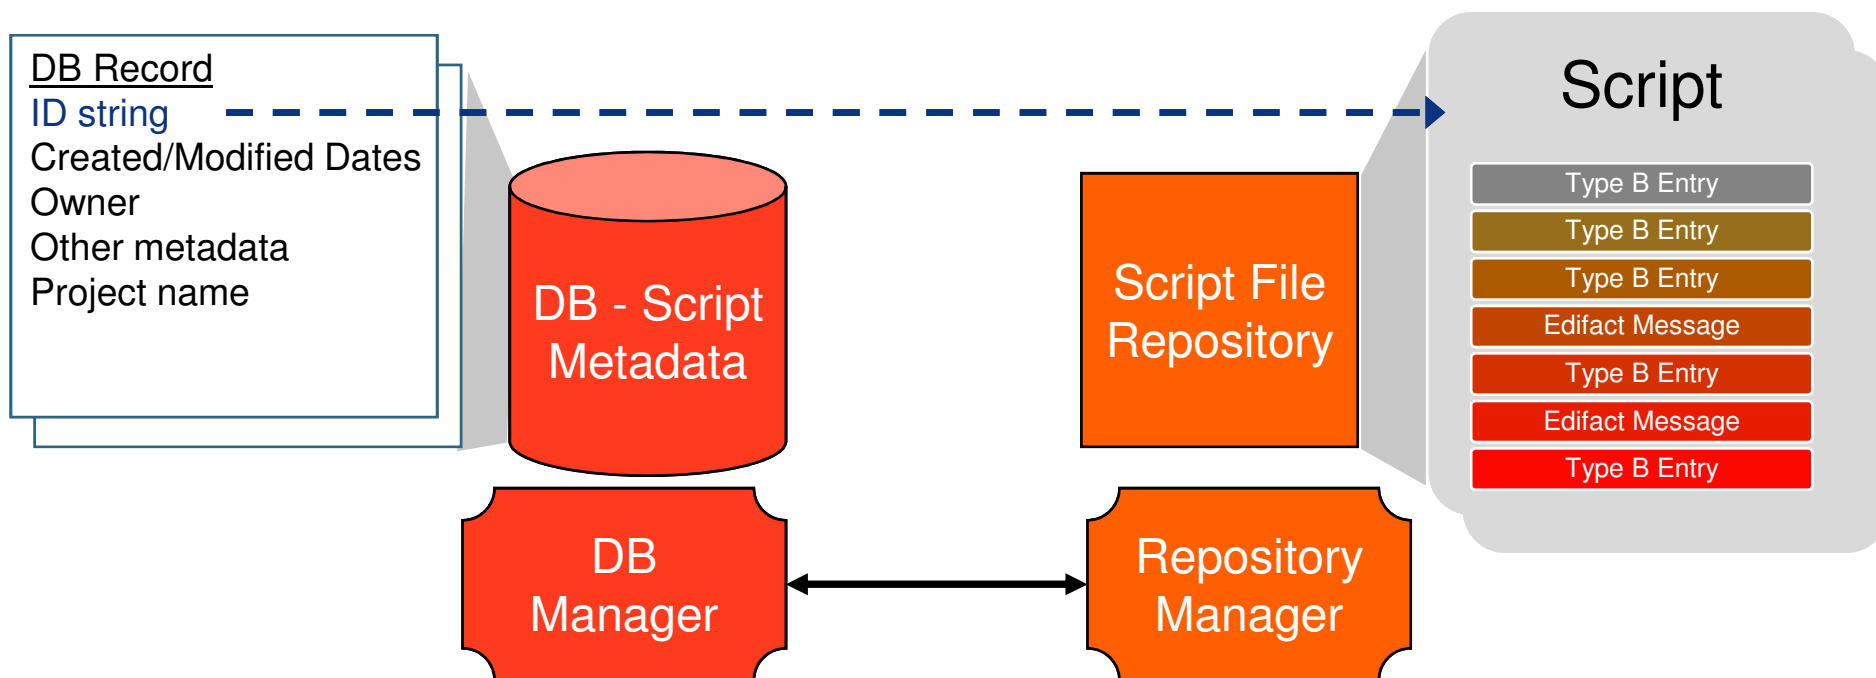 DB Record
ID string
Created/Modified Dates
Owner
Other metadata
Project name
DB - Script
Metadata
DB
Manager
Script File
Repository
Repository
Manager
Script
Type B Entry
Type B Entry
Type B Entry
Edifact Message
Type B Entry
Edifact Message
Type B Entry